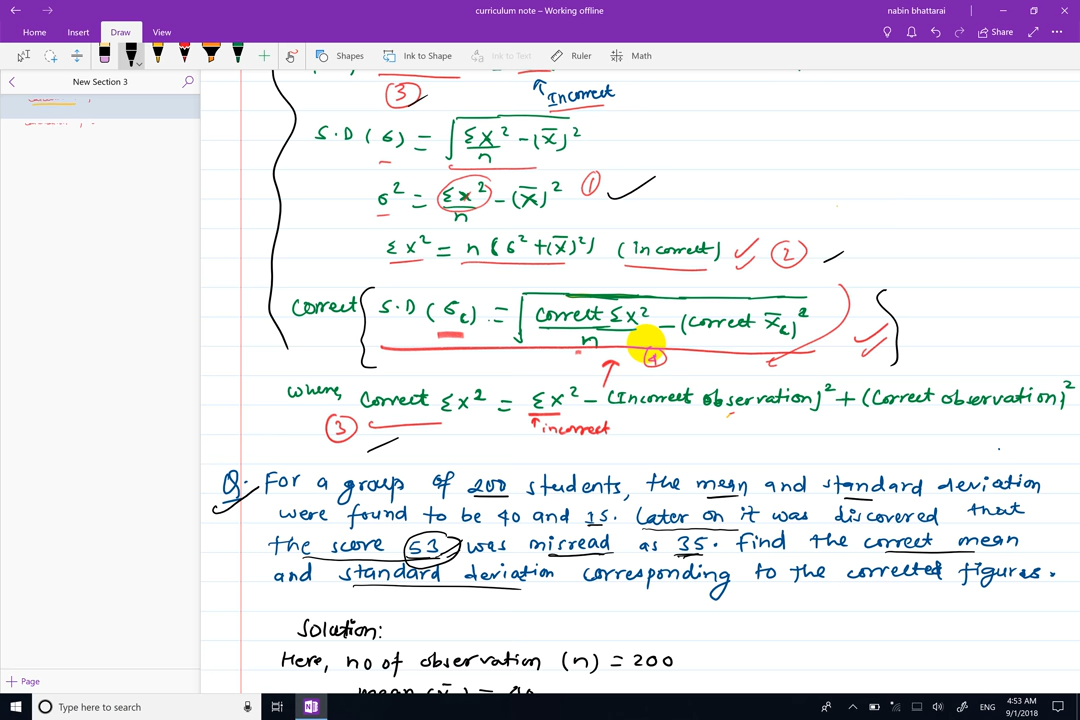 curriculum note – Working offline
nabin bhattarai
Home Insert Draw View
Share
Shapes Ink to Shape Ink to Text Ruler Math
New Section 3
3
Incorrect
S.D (σ) = √Σx²/n - (x̄)²
σ² = Σx²/n - (x̄)² ①
Σx² = n(σ² + (x̄)²) (incorrect) ②
Correct S.D (σc) = √correct Σx²/n - (correct x̄c)²
4
where, Correct Σx² = Σx² - (Incorrect observation)² + (Correct observation)²
3 incorrect
Q. For a group of 200 students, the mean and standard deviation
were found to be 40 and 15. Later on it was discovered that
the score 53 was misread as 35. find the correct mean
and standard deviation corresponding to the corrected figures.
Solution:
Here, no of observation (n) = 200
mean (x̄) = 40
Page
Type here to search
ENG
4:53 AM
9/1/2018